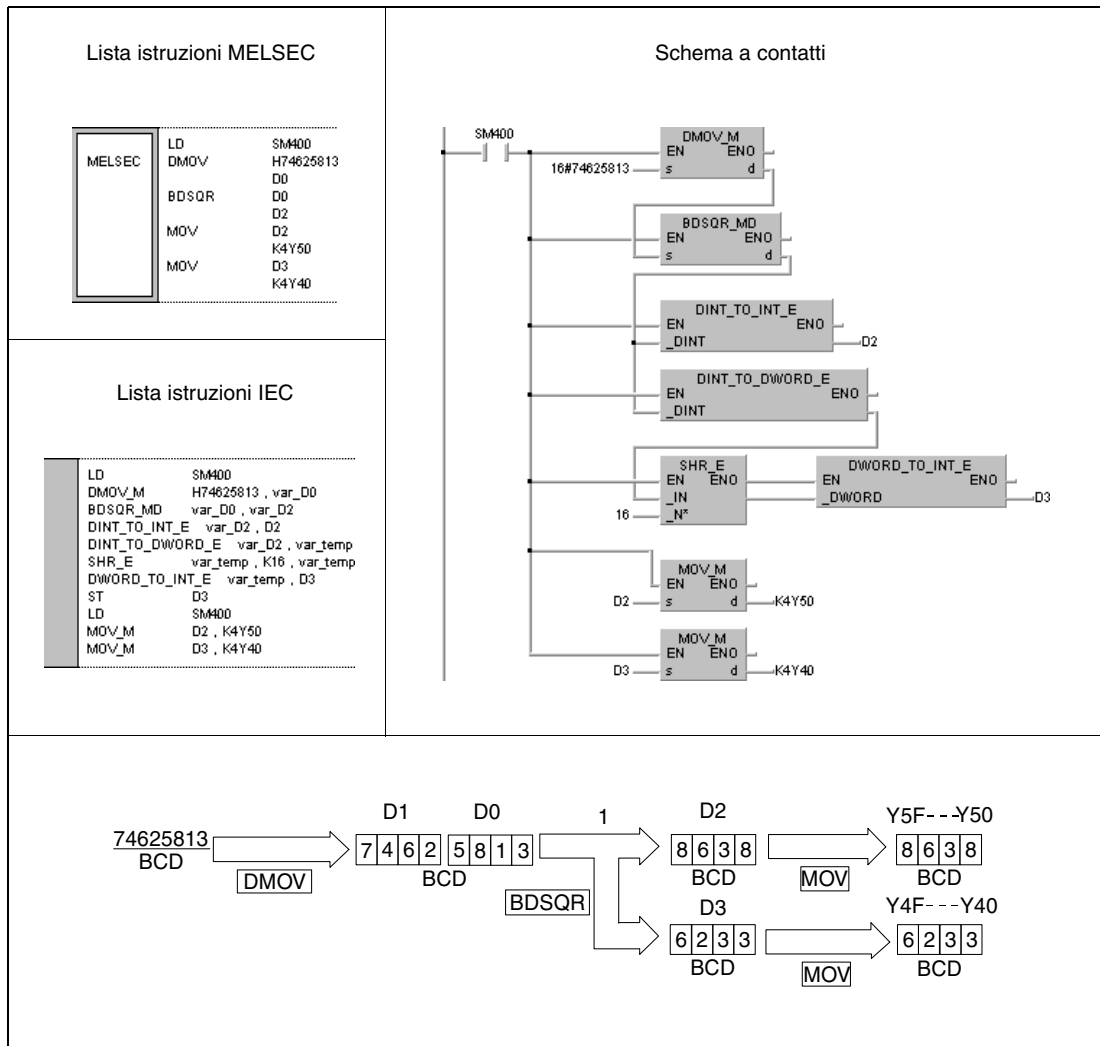 Lista istruzioni MELSEC
MELSEC
LD SM400
DMOV H74625813
D0
BDSQR D0
D2
MOV D2
K4Y50
MOV D3
K4Y40
Lista istruzioni IEC
LD SM400
DMOV_M H74625813 , var_D0
BDSQR_MD var_D0 , var_D2
DINT_TO_INT_E var_D2 , D2
DINT_TO_DWORD_E var_D2 , var_temp
SHR_E var_temp , K16 , var_temp
DWORD_TO_INT_E var_temp , D3
ST D3
LD SM400
MOV_M D2 , K4Y50
MOV_M D3 , K4Y40
Schema a contatti
SM400
DMOV_M
EN ENO
16#74625813 s d
BDSQR_MD
EN ENO
s d
DINT_TO_INT_E
EN ENO
_DINT D2
DINT_TO_DWORD_E
EN ENO
_DINT
SHR_E DWORD_TO_INT_E
EN ENO EN ENO
_IN _DWORD D3
16 _N*
MOV_M
EN ENO
D2 s d K4Y50
MOV_M
EN ENO
D3 s d K4Y40
D1 D0 1 D2 Y5F---Y50
74625813 7 4 6 2 5 8 1 3 8 6 3 8 8 6 3 8
BCD BCD BCD BCD
DMOV BDSQR MOV
D3 Y4F---Y40
6 2 3 3 6 2 3 3
BCD BCD
MOV